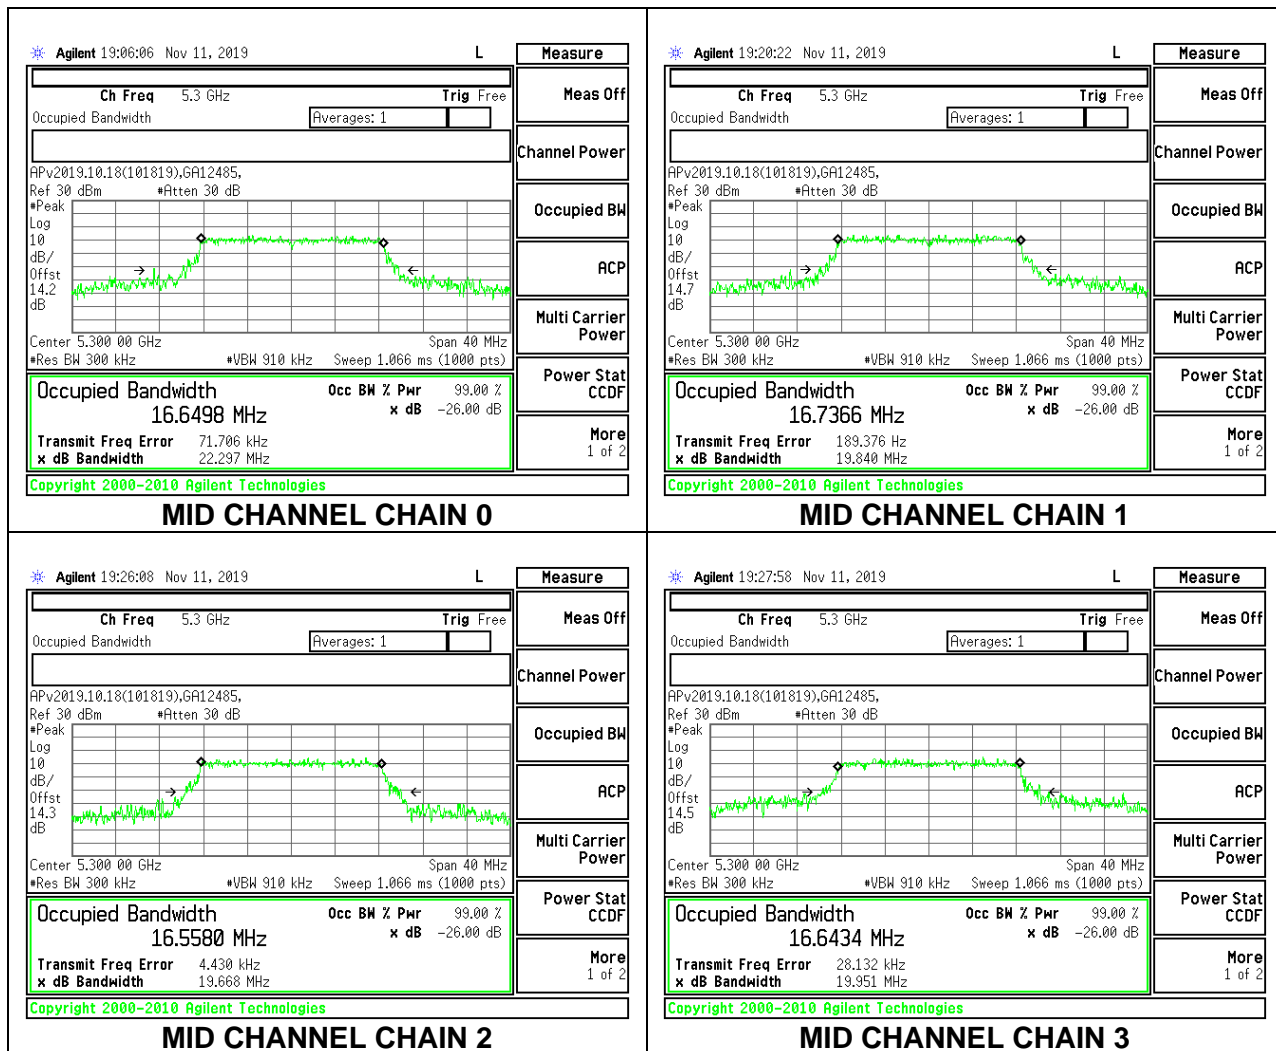 Agilent 19:06:06 Nov 11, 2019 L Measure
Ch Freq 5.3 GHz Trig Free
Meas Off
Occupied Bandwidth Averages: 1
Channel Power
APv2019.10.18(101819),GA12485,
Ref 30 dBm #Atten 30 dB
#Peak
Log
10
dB/
Offst
14.2
dB
Occupied BW
ACP
Multi Carrier
Power
Center 5.300 00 GHz Span 40 MHz
#Res BW 300 kHz #VBW 910 kHz Sweep 1.066 ms (1000 pts)
Power Stat
CCDF
Occupied Bandwidth Occ BW % Pwr 99.00 %
16.6498 MHz x dB -26.00 dB
Transmit Freq Error 71.706 kHz
x dB Bandwidth 22.297 MHz
More
1 of 2
Copyright 2000-2010 Agilent Technologies
MID CHANNEL CHAIN 0
Agilent 19:20:22 Nov 11, 2019 L Measure
Ch Freq 5.3 GHz Trig Free
Meas Off
Occupied Bandwidth Averages: 1
Channel Power
APv2019.10.18(101819),GA12485,
Ref 30 dBm #Atten 30 dB
#Peak
Log
10
dB/
Offst
14.7
dB
Occupied BW
ACP
Multi Carrier
Power
Center 5.300 00 GHz Span 40 MHz
#Res BW 300 kHz #VBW 910 kHz Sweep 1.066 ms (1000 pts)
Power Stat
CCDF
Occupied Bandwidth Occ BW % Pwr 99.00 %
16.7366 MHz x dB -26.00 dB
Transmit Freq Error 189.376 Hz
x dB Bandwidth 19.840 MHz
More
1 of 2
Copyright 2000-2010 Agilent Technologies
MID CHANNEL CHAIN 1
Agilent 19:26:08 Nov 11, 2019 L Measure
Ch Freq 5.3 GHz Trig Free
Meas Off
Occupied Bandwidth Averages: 1
Channel Power
APv2019.10.18(101819),GA12485,
Ref 30 dBm #Atten 30 dB
#Peak
Log
10
dB/
Offst
14.3
dB
Occupied BW
ACP
Multi Carrier
Power
Center 5.300 00 GHz Span 40 MHz
#Res BW 300 kHz #VBW 910 kHz Sweep 1.066 ms (1000 pts)
Power Stat
CCDF
Occupied Bandwidth Occ BW % Pwr 99.00 %
16.5580 MHz x dB -26.00 dB
Transmit Freq Error 4.430 kHz
x dB Bandwidth 19.668 MHz
More
1 of 2
Copyright 2000-2010 Agilent Technologies
MID CHANNEL CHAIN 2
Agilent 19:27:58 Nov 11, 2019 L Measure
Ch Freq 5.3 GHz Trig Free
Meas Off
Occupied Bandwidth Averages: 1
Channel Power
APv2019.10.18(101819),GA12485,
Ref 30 dBm #Atten 30 dB
#Peak
Log
10
dB/
Offst
14.5
dB
Occupied BW
ACP
Multi Carrier
Power
Center 5.300 00 GHz Span 40 MHz
#Res BW 300 kHz #VBW 910 kHz Sweep 1.066 ms (1000 pts)
Power Stat
CCDF
Occupied Bandwidth Occ BW % Pwr 99.00 %
16.6434 MHz x dB -26.00 dB
Transmit Freq Error 28.132 kHz
x dB Bandwidth 19.951 MHz
More
1 of 2
Copyright 2000-2010 Agilent Technologies
MID CHANNEL CHAIN 3